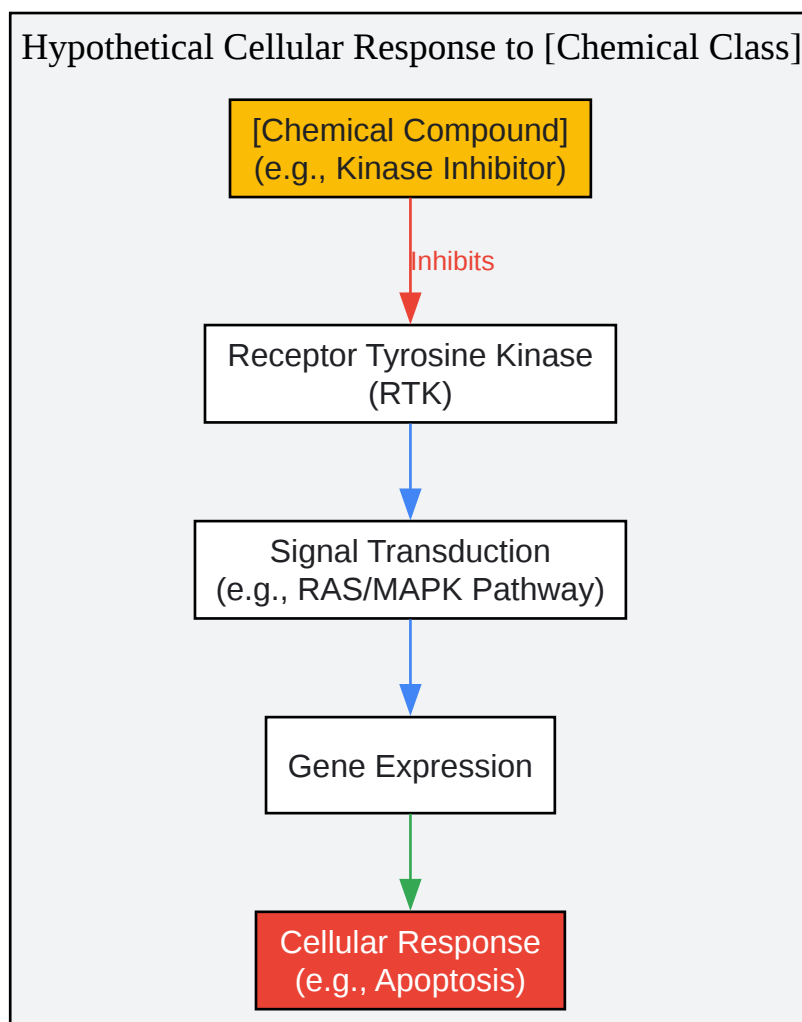 Hypothetical Cellular Response to [Chemical Class]
[Chemical Compound]
(e.g., Kinase Inhibitor)
Inhibits
Receptor Tyrosine Kinase
(RTK)
Signal Transduction
(e.g., RAS/MAPK Pathway)
Gene Expression
Cellular Response
(e.g., Apoptosis)